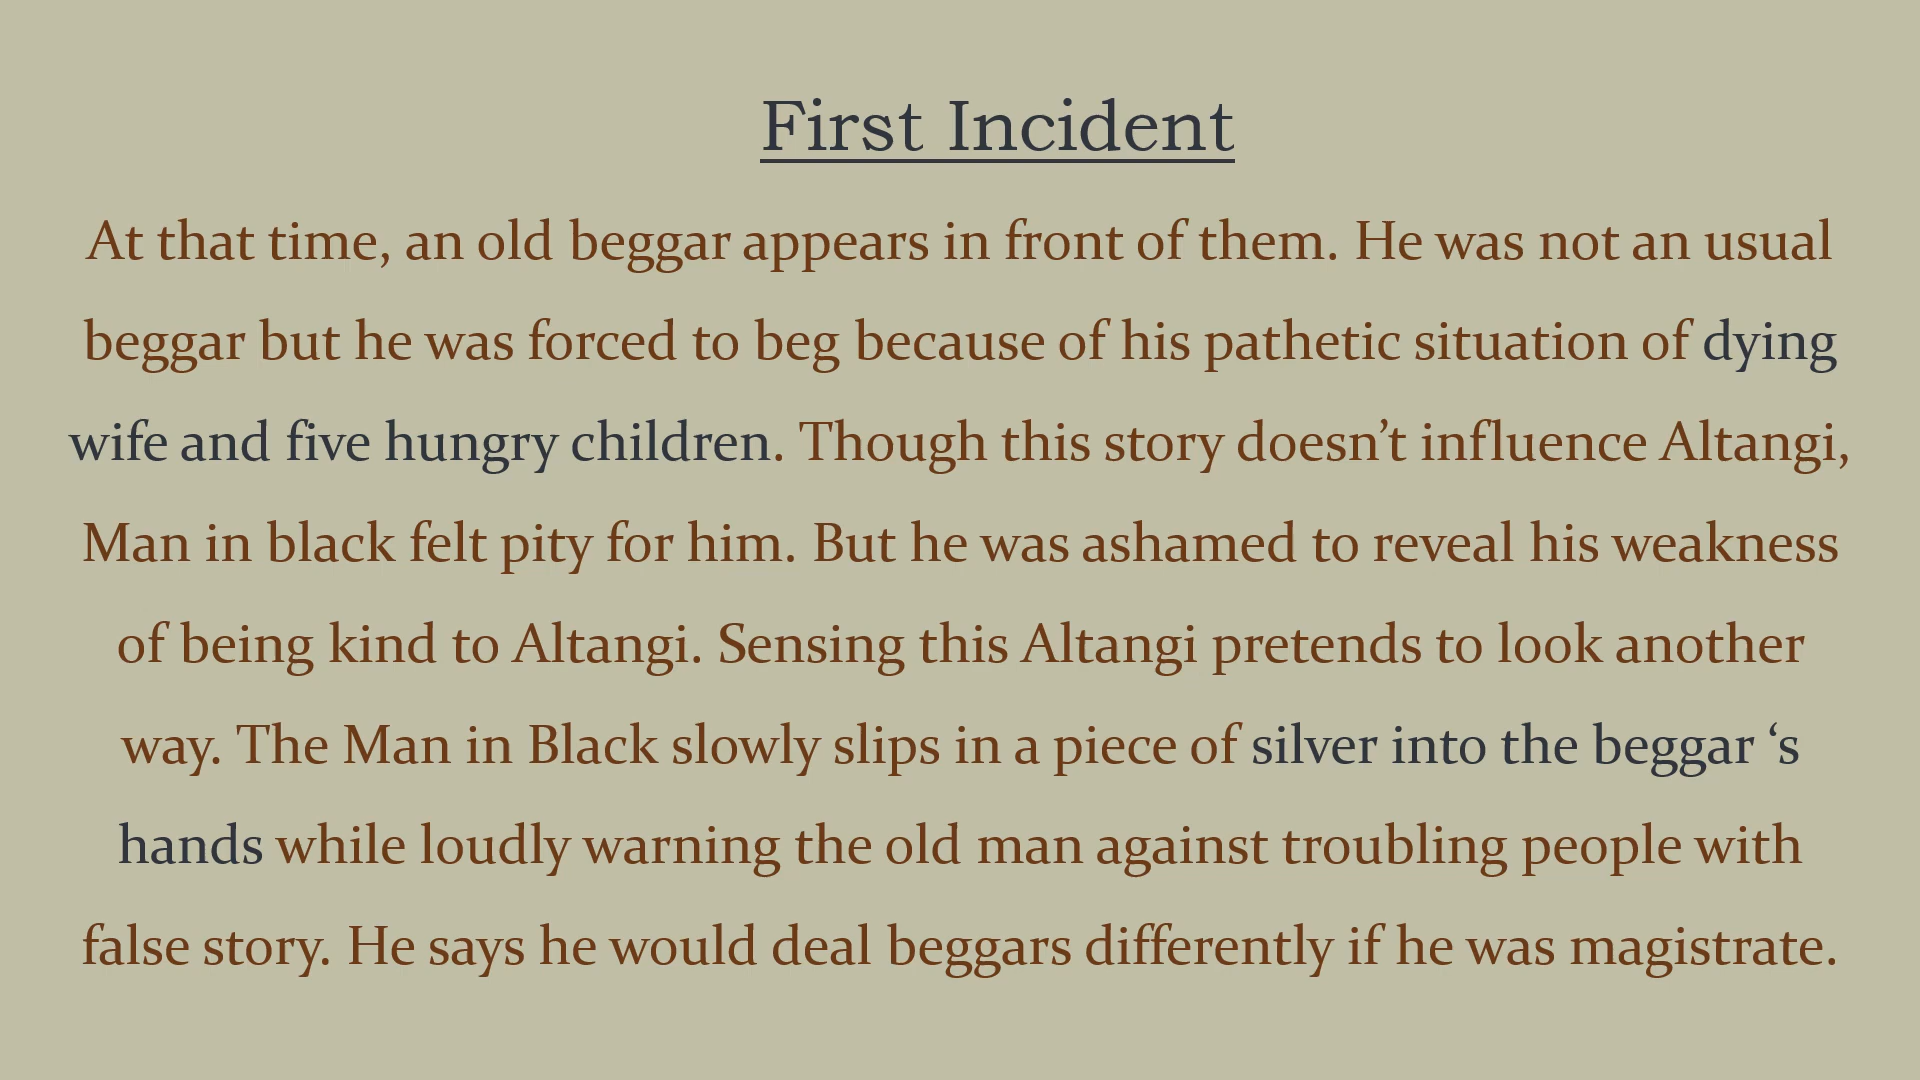 First Incident
At that time, an old beggar appears in front of them. He was not an usual
beggar but he was forced to beg because of his pathetic situation of dying
wife and five hungry children. Though this story doesn’t influence Altangi,
Man in black felt pity for him. But he was ashamed to reveal his weakness
of being kind to Altangi. Sensing this Altangi pretends to look another
way. The Man in Black slowly slips in a piece of silver into the beggar ‘s
hands while loudly warning the old man against troubling people with
false story. He says he would deal beggars differently if he was magistrate.